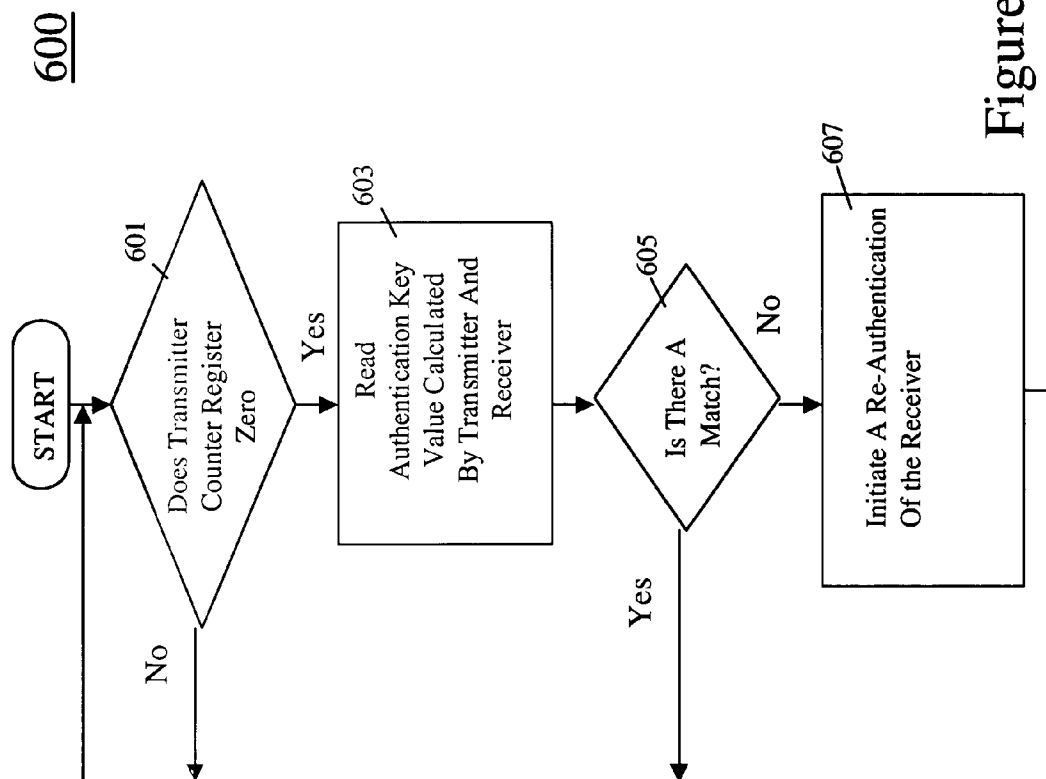 600
START
601
Does Transmitter
Counter Register
Zero
No
Yes
603
Read
Authentication Key
Value Calculated
By Transmitter And
Receiver
605
Is There A
Match?
Yes
No
607
Initiate A Re-Authentication
Of the Receiver
Figure